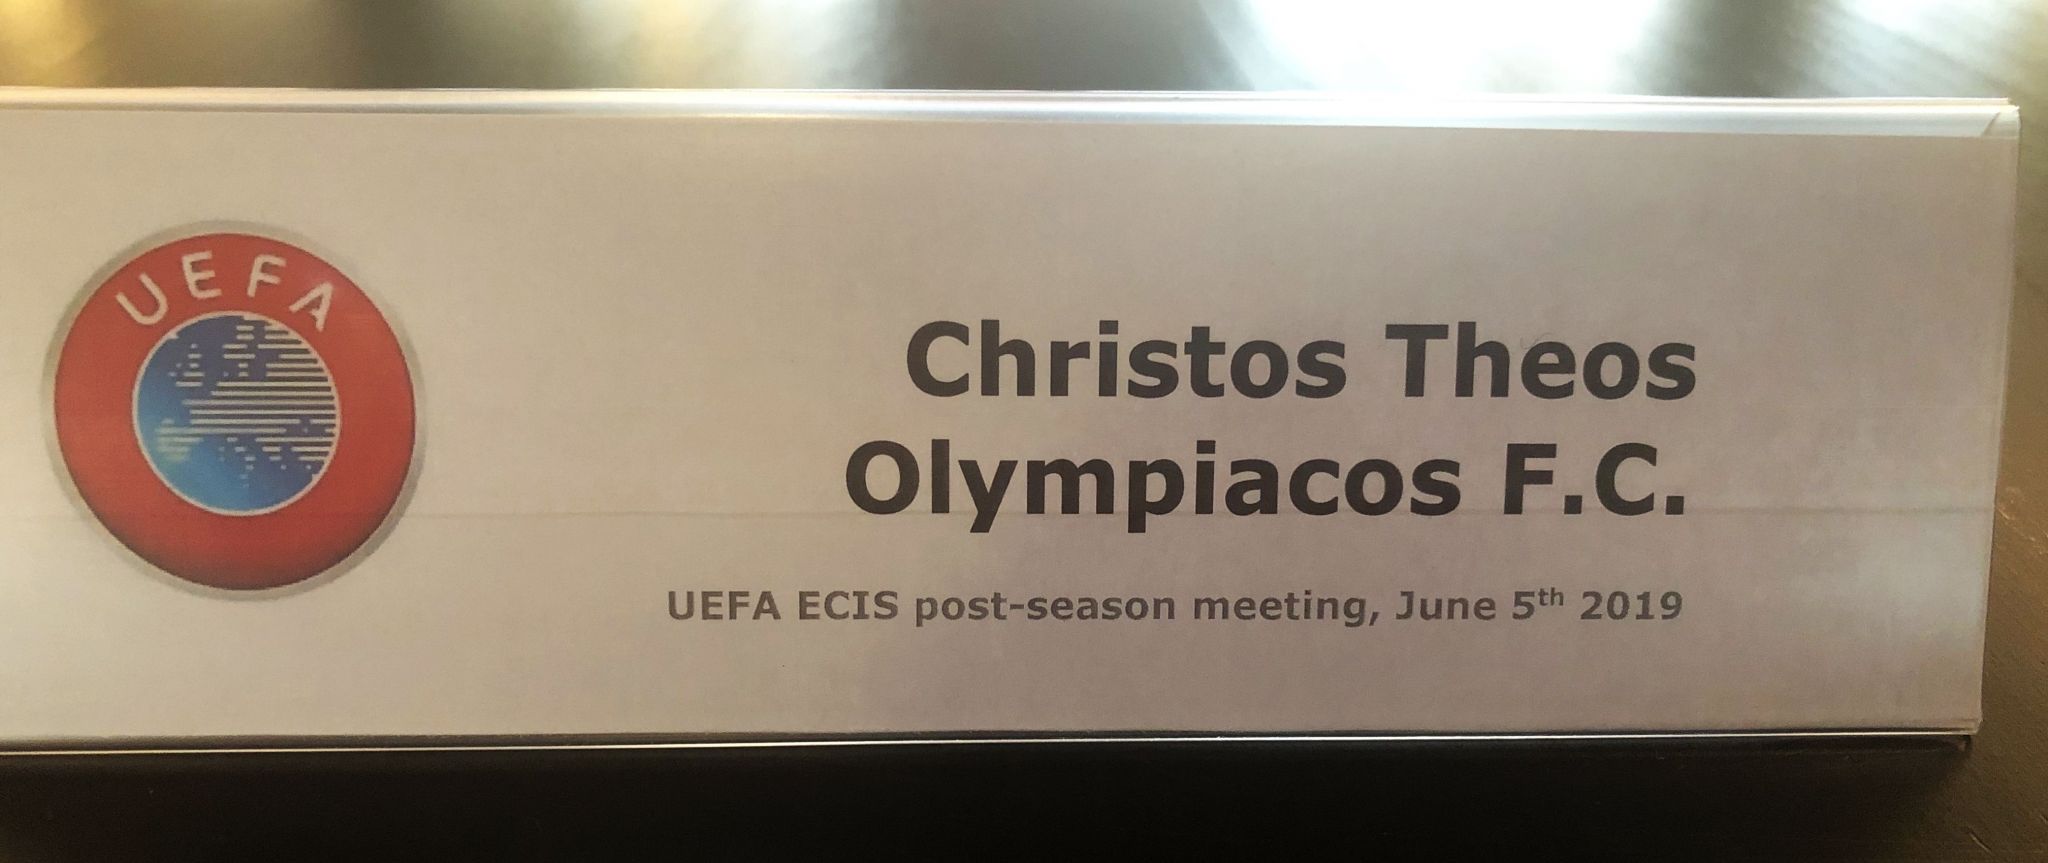 UEFA
Christos Theos
Olympiacos F.C.
UEFA ECIS post-season meeting, June 5th 2019